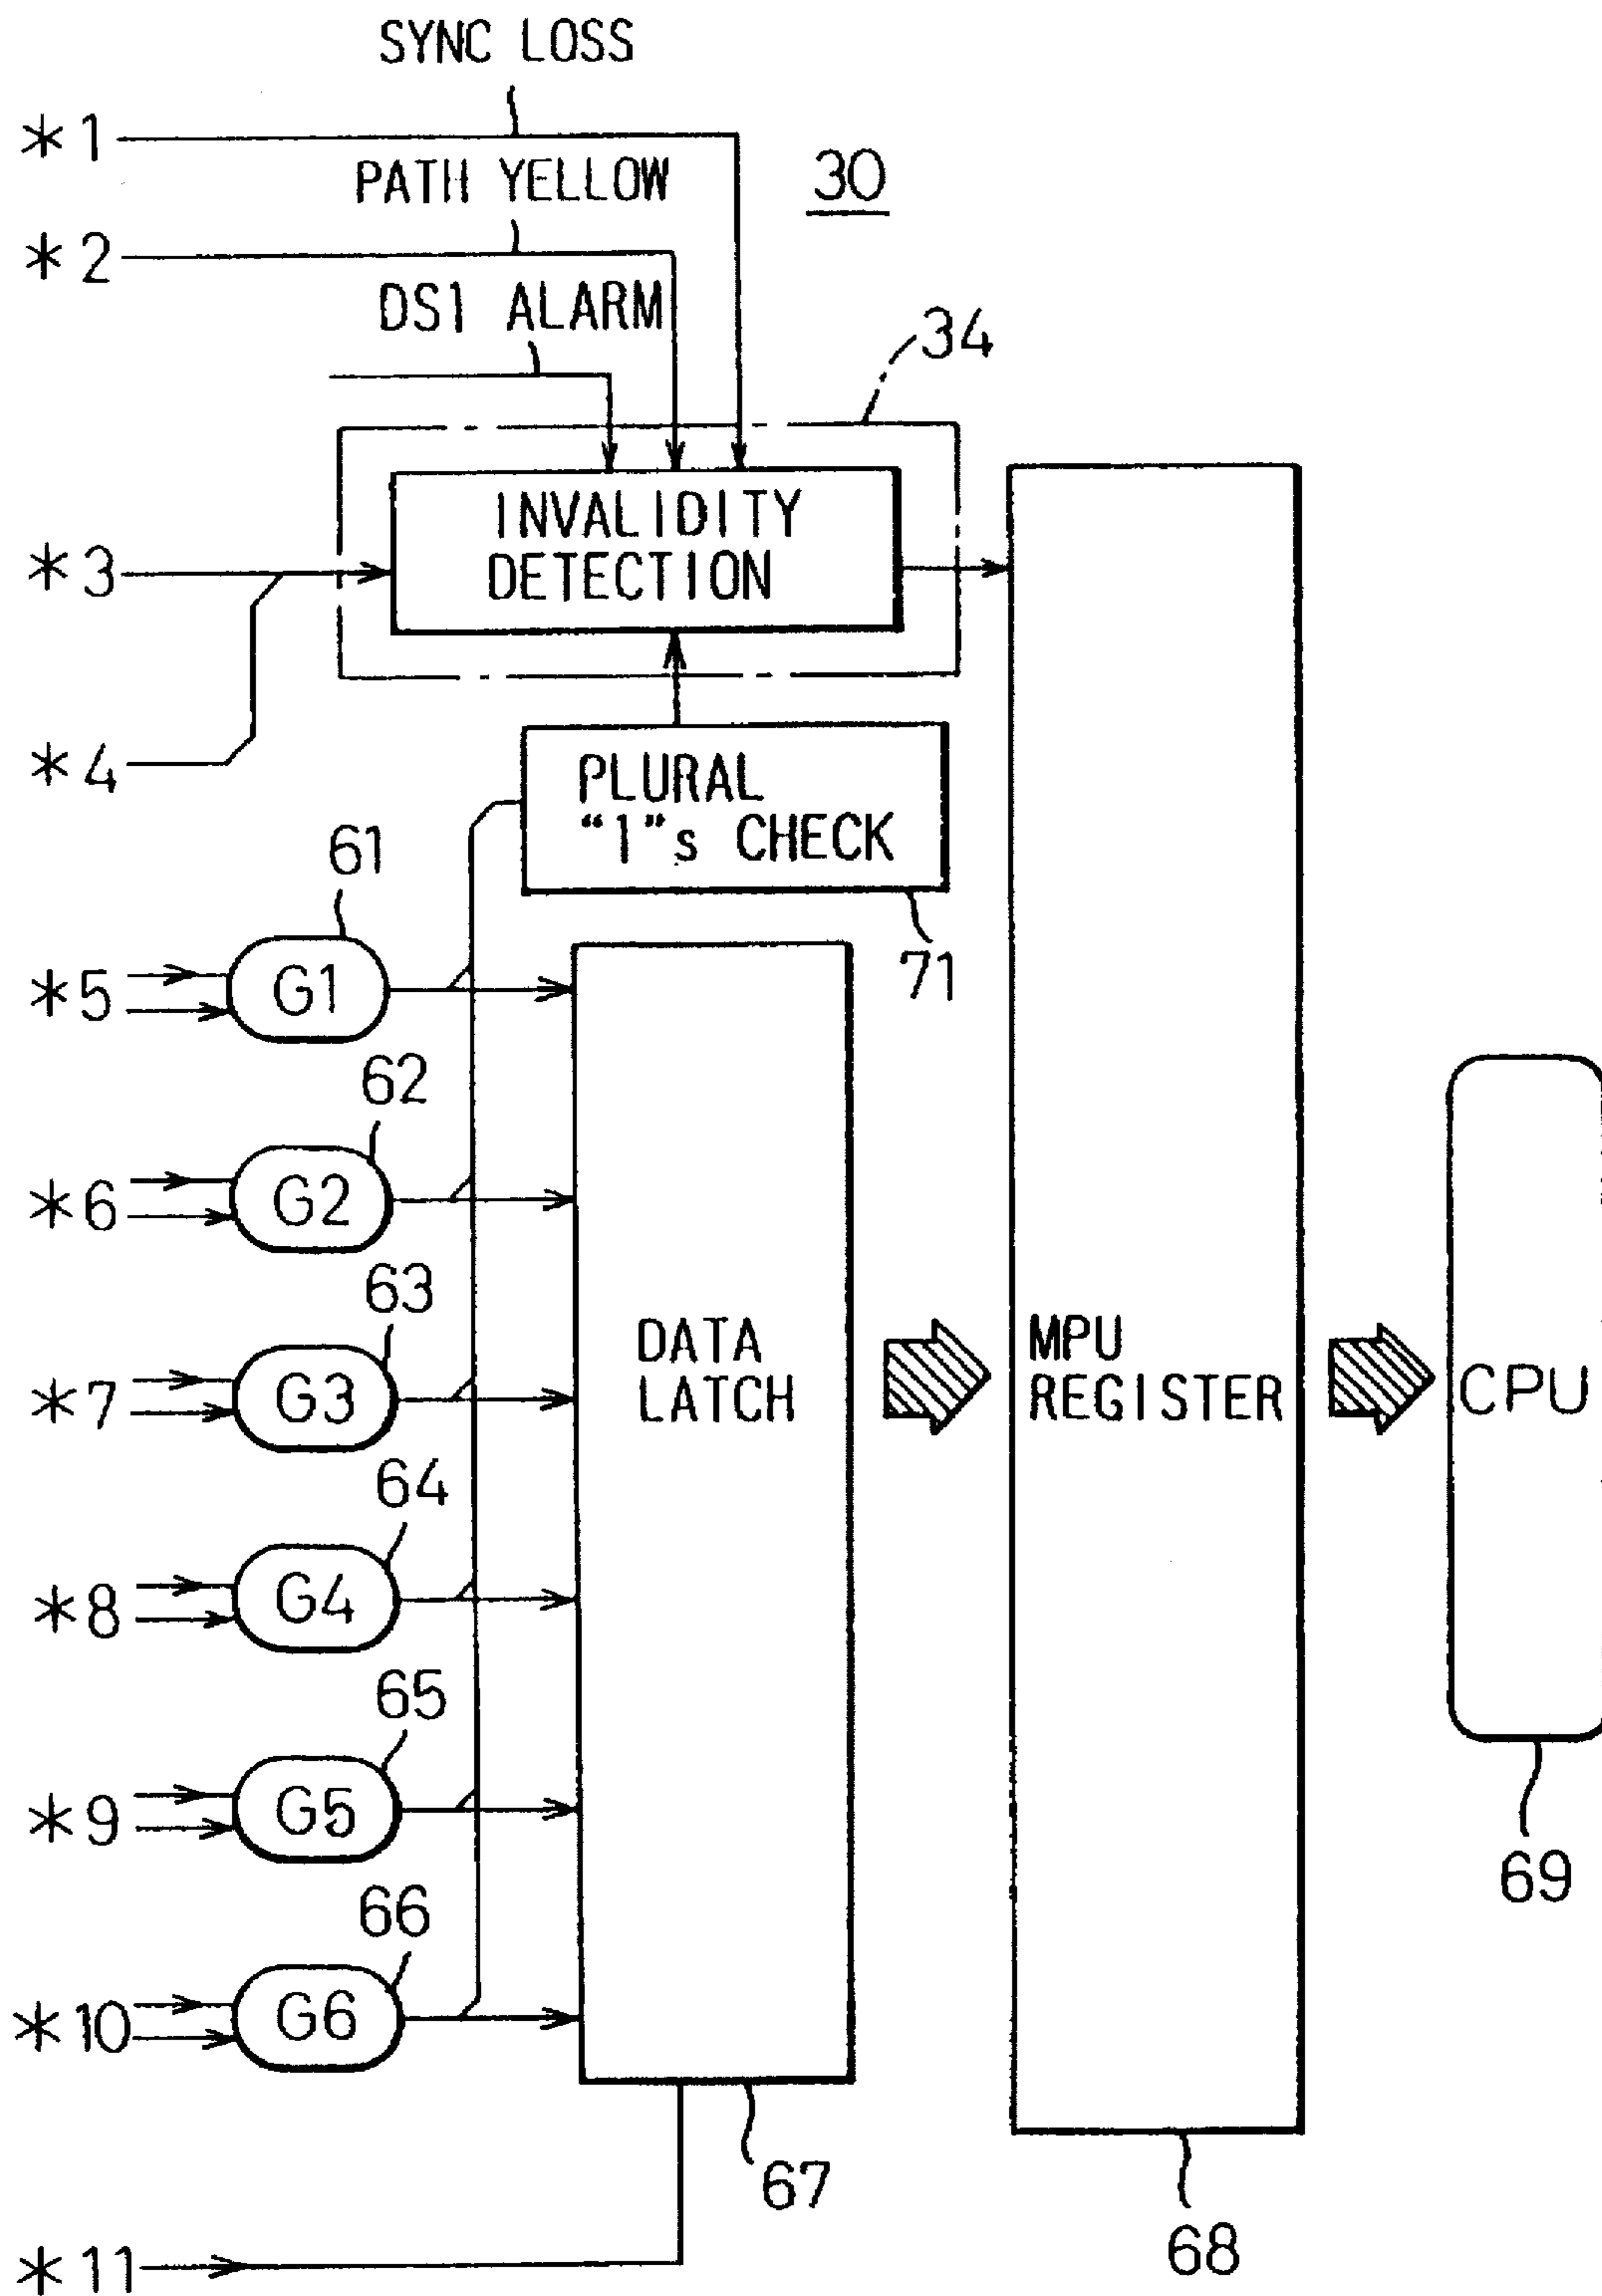 SYNC LOSS
*1
PATH YELLOW
30
*2
DS1 ALARM
34
INVALIDITY
DETECTION
*3
*4
PLURAL
“1”s CHECK
61
71
*5
G1
62
*6
G2
63
*7
G3
DATA
LATCH
MPU
REGISTER
CPU
64
*8
G4
65
*9
G5
69
66
*10
G6
67
68
*11